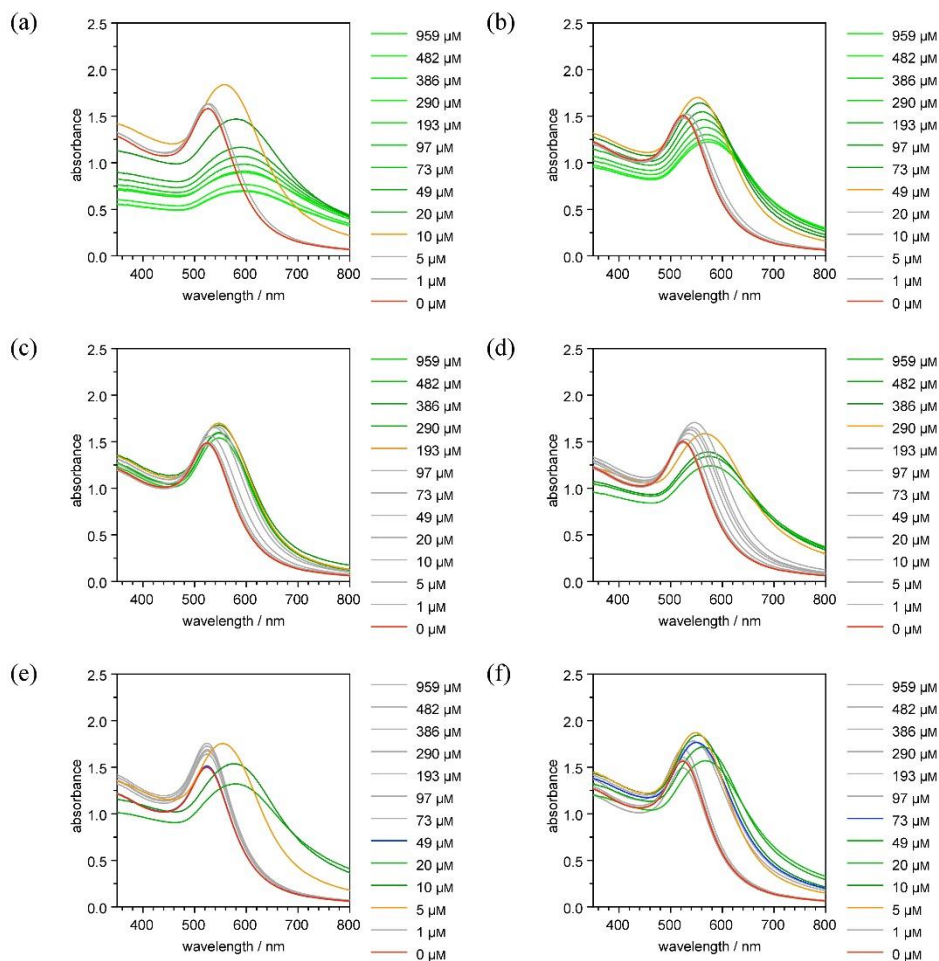 (a)
2.5
2.0
1.5
1.0
0.5
0.0
absorbance
400 500 600 700 800
wavelength / nm
959 µM
482 µM
386 µM
290 µM
193 µM
97 µM
73 µM
49 µM
20 µM
10 µM
5 µM
1 µM
0 µM
(b)
2.5
2.0
1.5
1.0
0.5
0.0
absorbance
400 500 600 700 800
wavelength / nm
959 µM
482 µM
386 µM
290 µM
193 µM
97 µM
73 µM
49 µM
20 µM
10 µM
5 µM
1 µM
0 µM
(c)
2.5
2.0
1.5
1.0
0.5
0.0
absorbance
400 500 600 700 800
wavelength / nm
959 µM
482 µM
386 µM
290 µM
193 µM
97 µM
73 µM
49 µM
20 µM
10 µM
5 µM
1 µM
0 µM
(d)
2.5
2.0
1.5
1.0
0.5
0.0
absorbance
400 500 600 700 800
wavelength / nm
959 µM
482 µM
386 µM
290 µM
193 µM
97 µM
73 µM
49 µM
20 µM
10 µM
5 µM
1 µM
0 µM
(e)
2.5
2.0
1.5
1.0
0.5
0.0
absorbance
400 500 600 700 800
wavelength / nm
959 µM
482 µM
386 µM
290 µM
193 µM
97 µM
73 µM
49 µM
20 µM
10 µM
5 µM
1 µM
0 µM
(f)
2.5
2.0
1.5
1.0
0.5
0.0
absorbance
400 500 600 700 800
wavelength / nm
959 µM
482 µM
386 µM
290 µM
193 µM
97 µM
73 µM
49 µM
20 µM
10 µM
5 µM
1 µM
0 µM